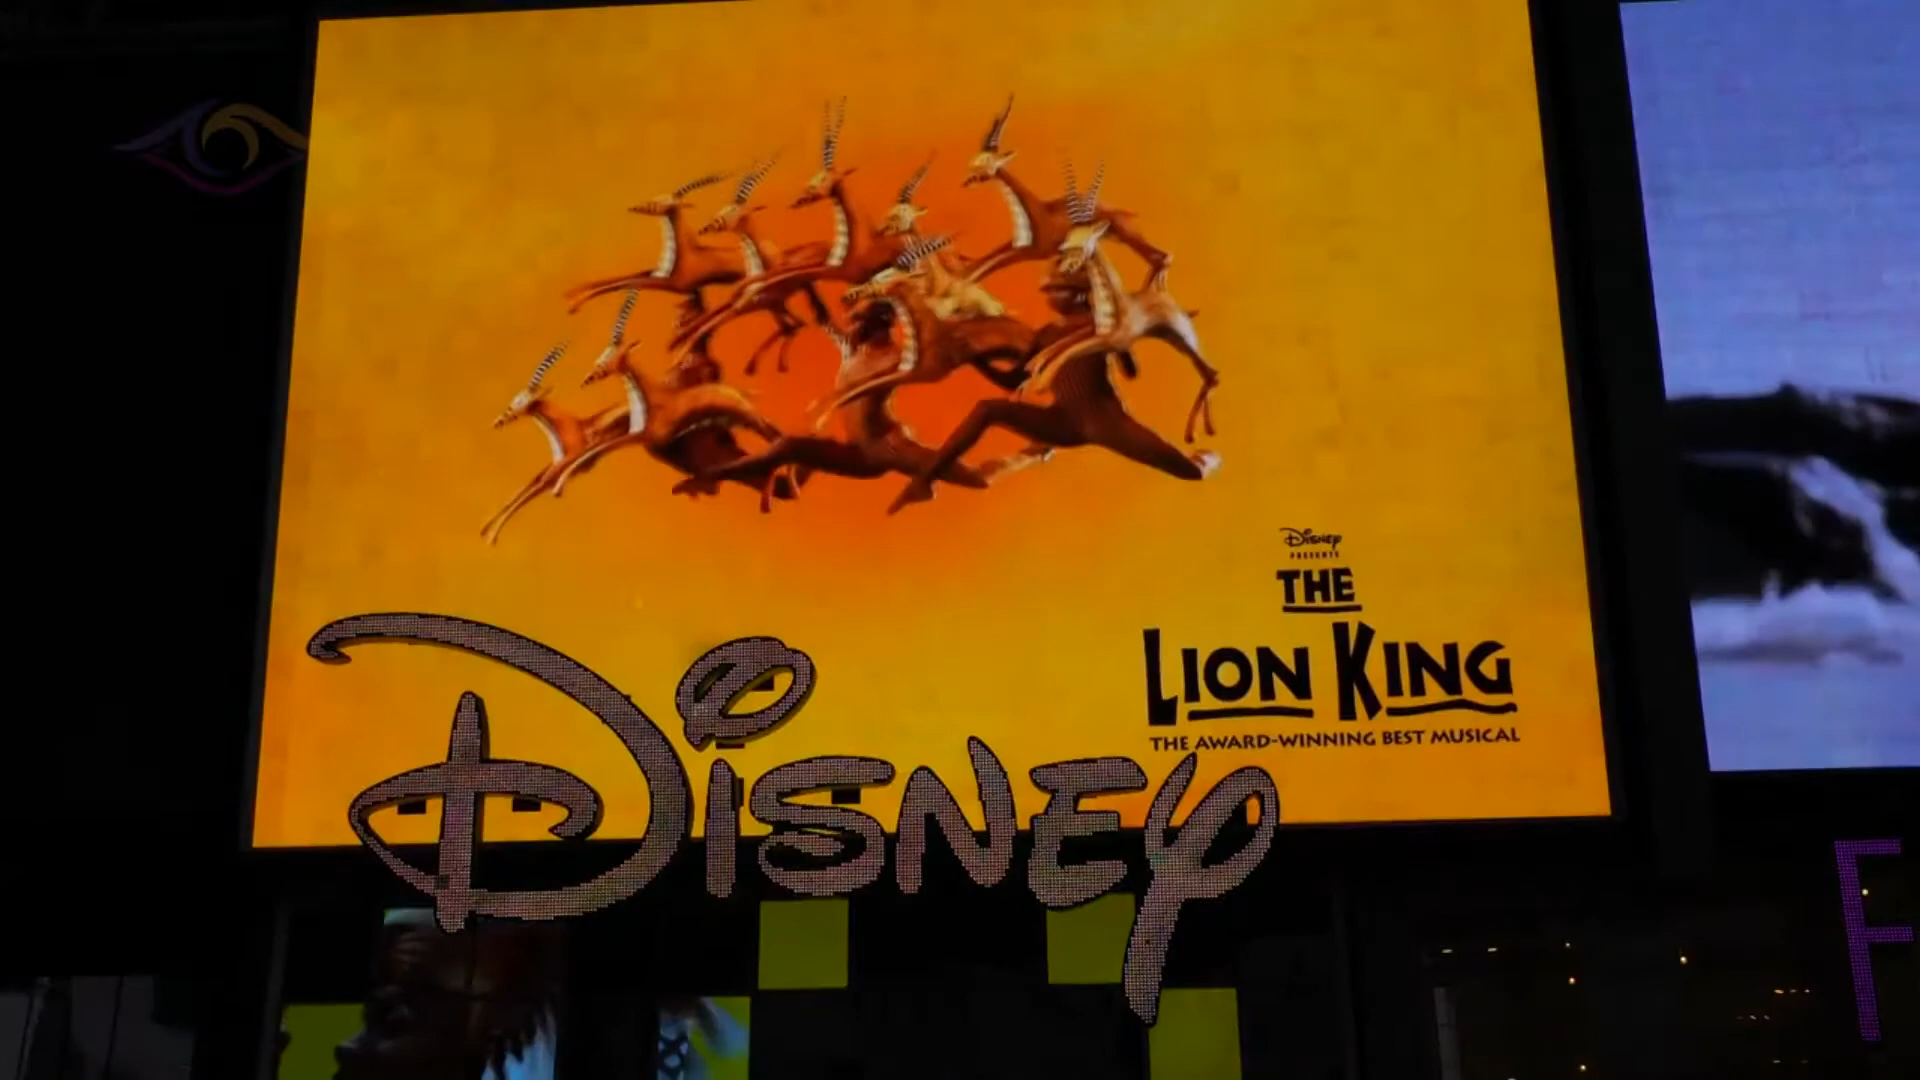 DISNEY
PRESENTS
THE
LION KING
THE AWARD-WINNING BEST MUSICAL
DISNEY
F